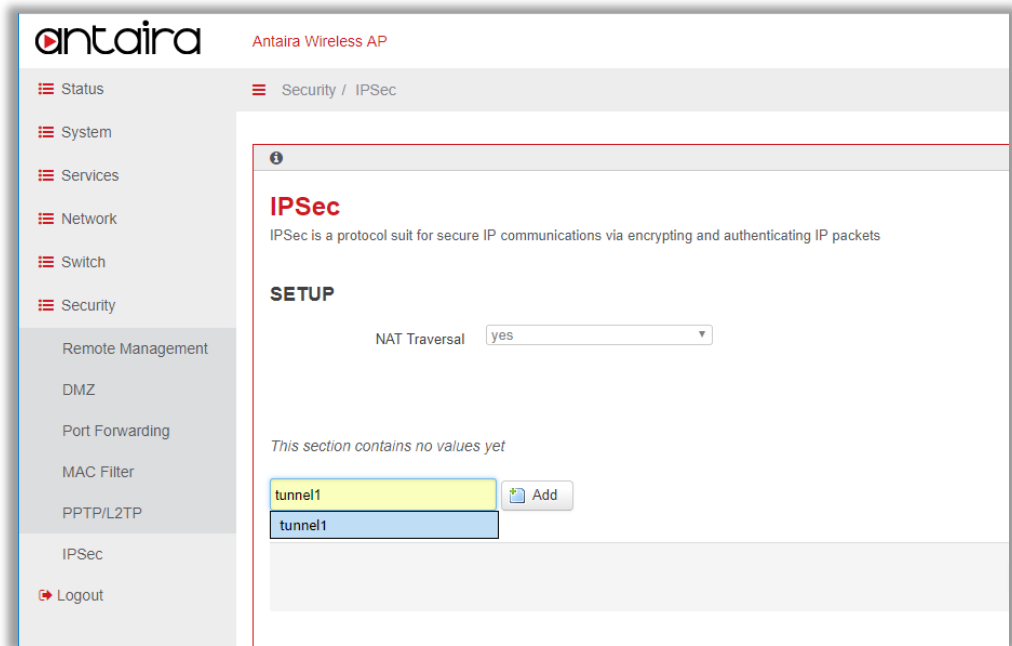 antaira
Antaira Wireless AP
Status
System
Services
Network
Switch
Security
Remote Management
DMZ
Port Forwarding
MAC Filter
PPTP/L2TP
IPSec
Logout
Security / IPSec
IPSec
IPSec is a protocol suit for secure IP communications via encrypting and authenticating IP packets
SETUP
NAT Traversal yes
This section contains no values yet
tunnel1 Add
tunnel1